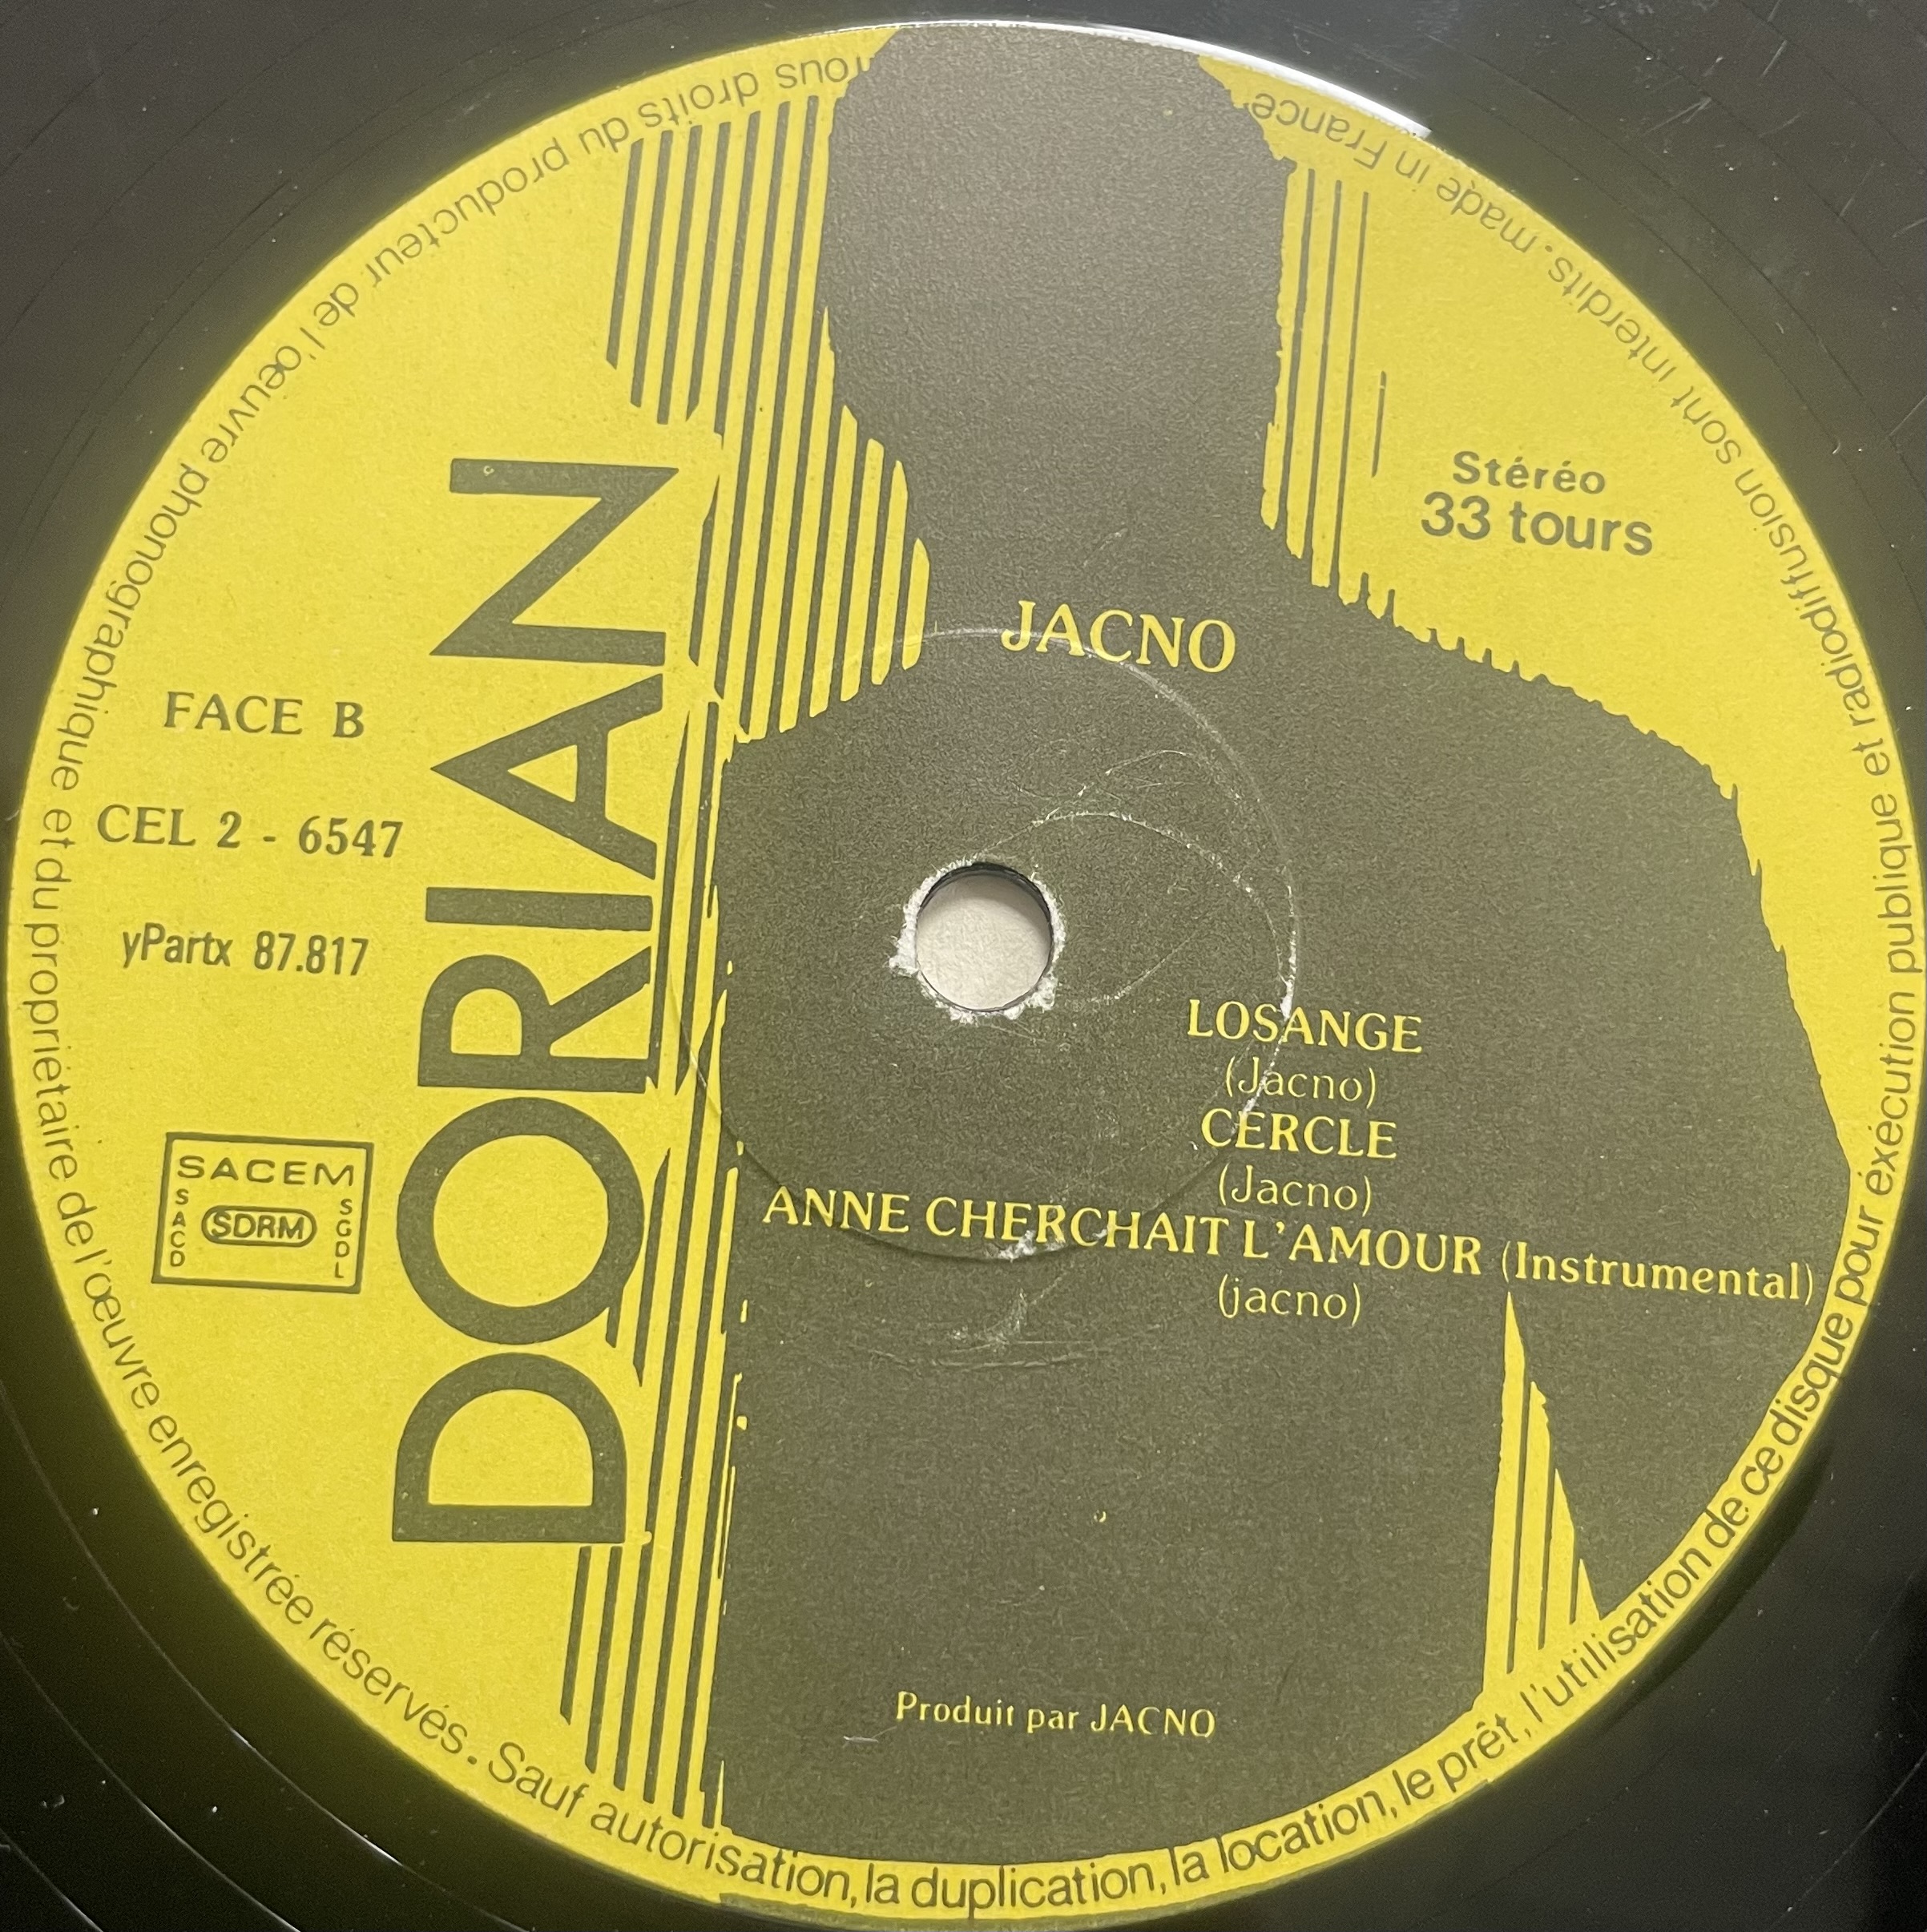 Tous droits du producteur de l'œuvre phonographique et du propriétaire de l'œuvre enregistrée réservés. Sauf autorisation, la duplication, la location, le prêt, l'utilisation de ce disque pour éxécution publique et radiodiffusion sont interdits. made in France
Stéréo
33 tours
JACNO
DORIAN
FACE B
CEL 2 - 6547
yPartx 87.817
SACEM
SACD
SDRM
SGDL
LOSANGE
(Jacno)
CERCLE
(Jacno)
ANNE CHERCHAIT L'AMOUR (Instrumental)
(jacno)
Produit par JACNO